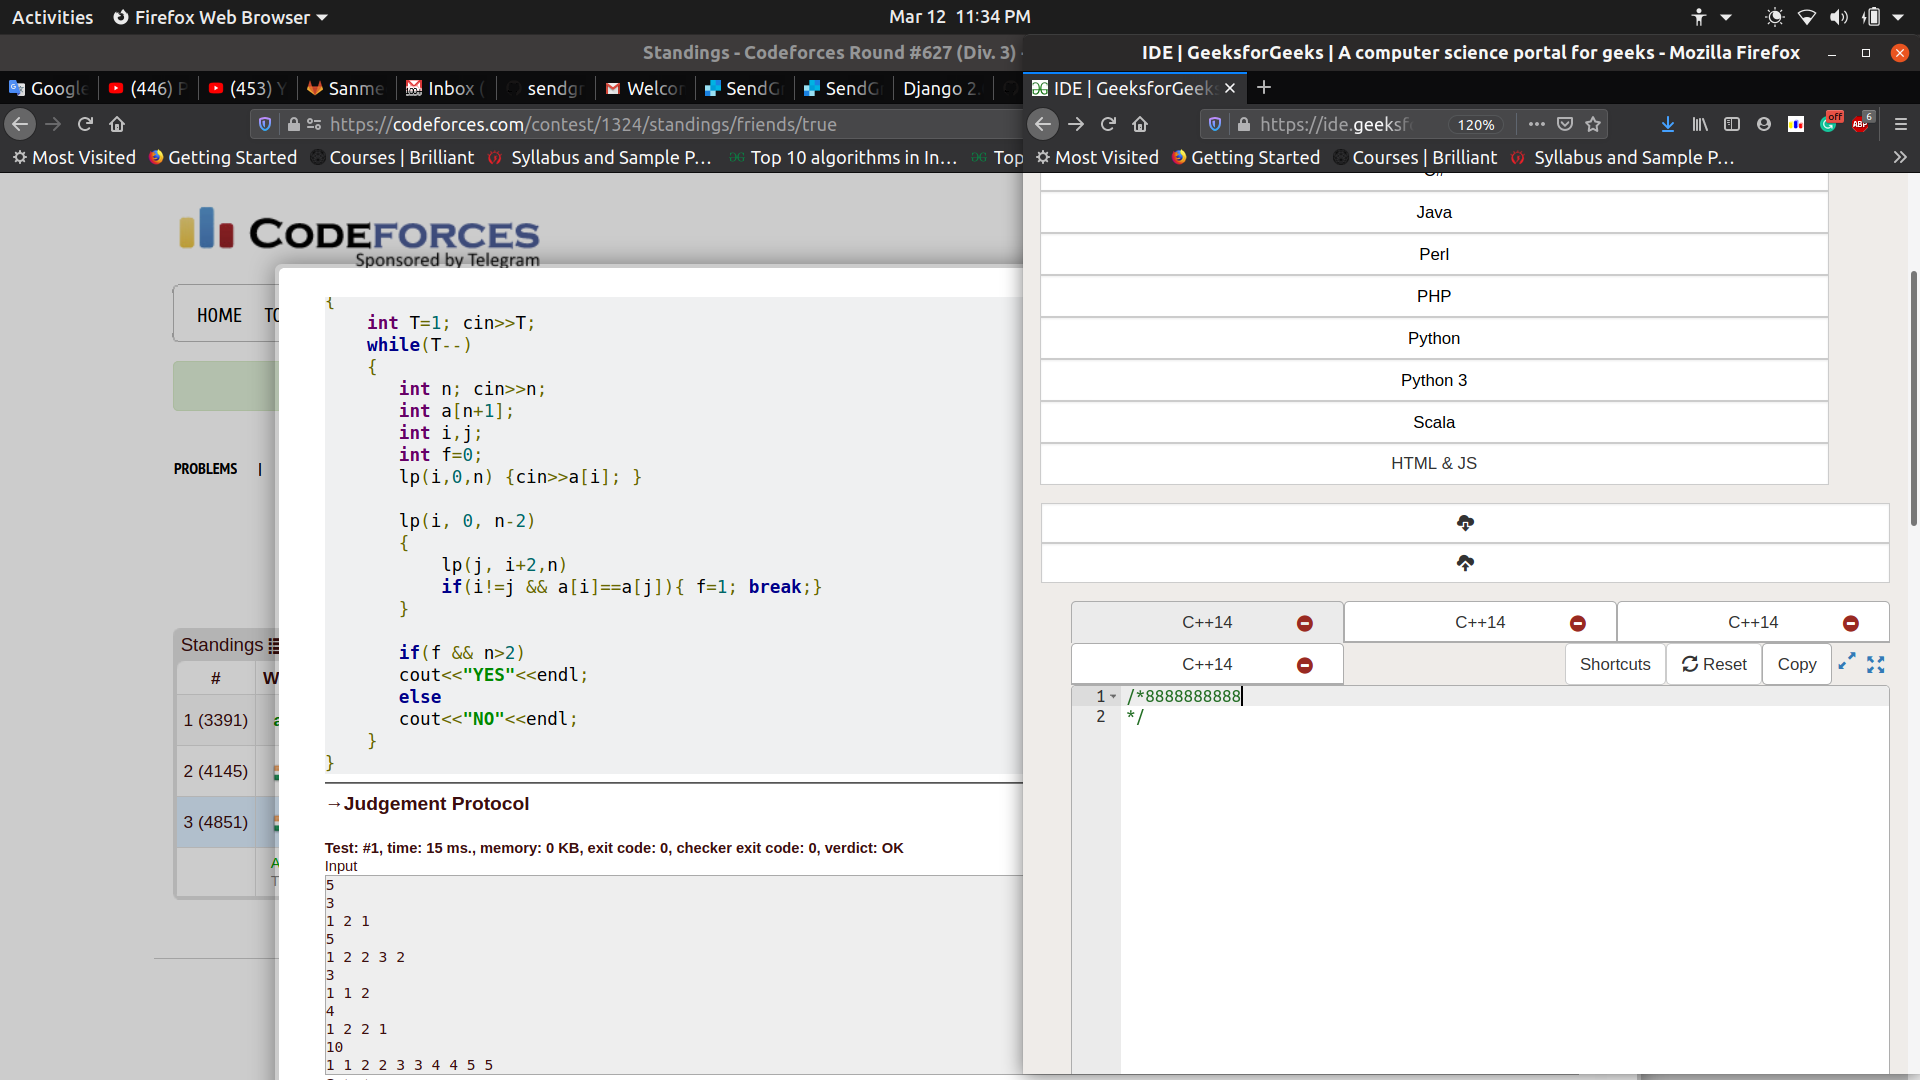 Activities Firefox Web Browser Mar 12 11:34 PM
Standings - Codeforces Round #627 (Div. 3) -
IDE | GeeksforGeeks | A computer science portal for geeks - Mozilla Firefox
Google (446) P (453) Y Sanme Inbox ( sendgr Welcor SendG SendG Django 2.
IDE | GeeksforGeeks
https://codeforces.com/contest/1324/standings/friends/true
https://ide.geeksf 120% off ABP 6
Most Visited Getting Started Courses | Brilliant Syllabus and Sample P... Top 10 algorithms in In... Top
Most Visited Getting Started Courses | Brilliant Syllabus and Sample P...
CODEFORCES
Sponsored by Telegram
HOME TO
PROBLEMS |
Standings
# W
1 (3391)
2 (4145)
3 (4851)
{
int T=1; cin>>T;
while(T--)
{
int n; cin>>n;
int a[n+1];
int i,j;
int f=0;
lp(i,0,n) {cin>>a[i]; }
lp(i, 0, n-2)
{
lp(j, i+2,n)
if(i!=j && a[i]==a[j]){ f=1; break;}
}
if(f && n>2)
cout<<"YES"<<endl;
else
cout<<"NO"<<endl;
}
}
→Judgement Protocol
Test: #1, time: 15 ms., memory: 0 KB, exit code: 0, checker exit code: 0, verdict: OK
Input
5
3
1 2 1
5
1 2 2 3 2
3
1 1 2
4
1 2 2 1
10
1 1 2 2 3 3 4 4 5 5
C#
Java
Perl
PHP
Python
Python 3
Scala
HTML & JS
C++14 C++14 C++14
C++14 Shortcuts Reset Copy
1 /*8888888888
2 */